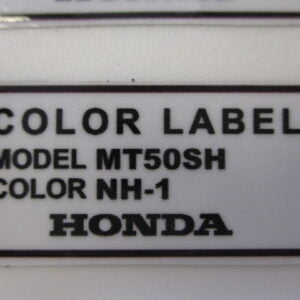 COLOR LABEL
MODEL MT50SH
COLOR NH-1
HONDA